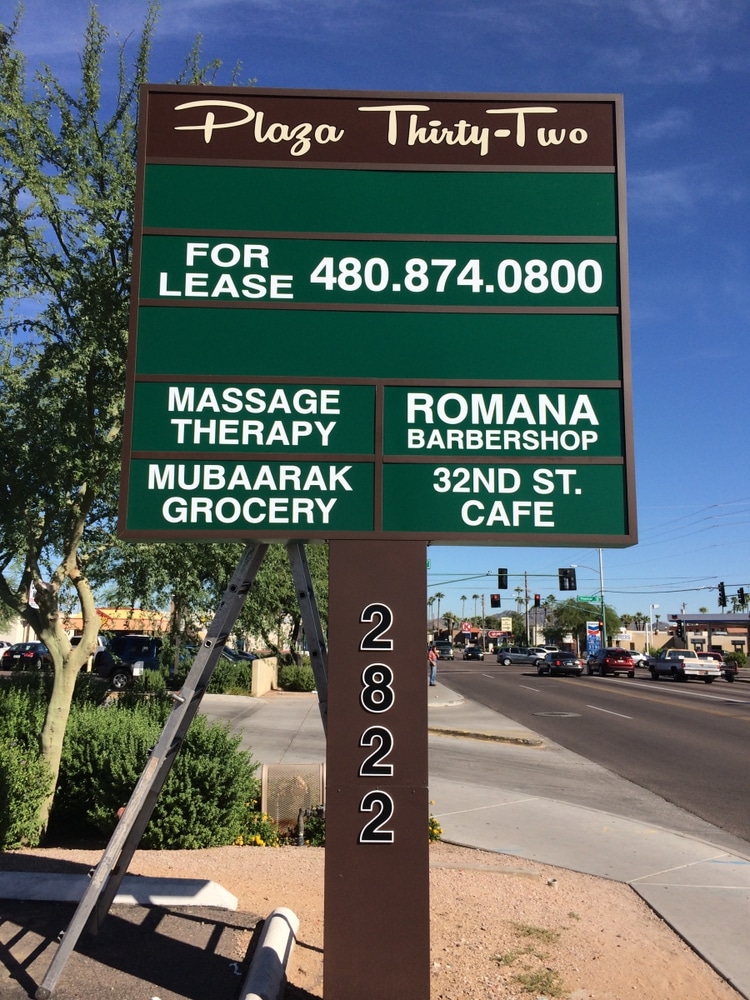 Plaza Thirty-Two
FOR
LEASE 480.874.0800
MASSAGE
THERAPY
ROMANA
BARBERSHOP
MUBAARAK
GROCERY
32ND ST.
CAFE
2
8
2
2